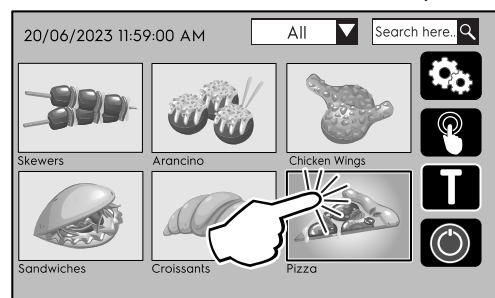 20/06/2023 11:59:00 AM
All
Search here..
Skewers
Arancino
Chicken Wings
T
Sandwiches
Croissants
Pizza